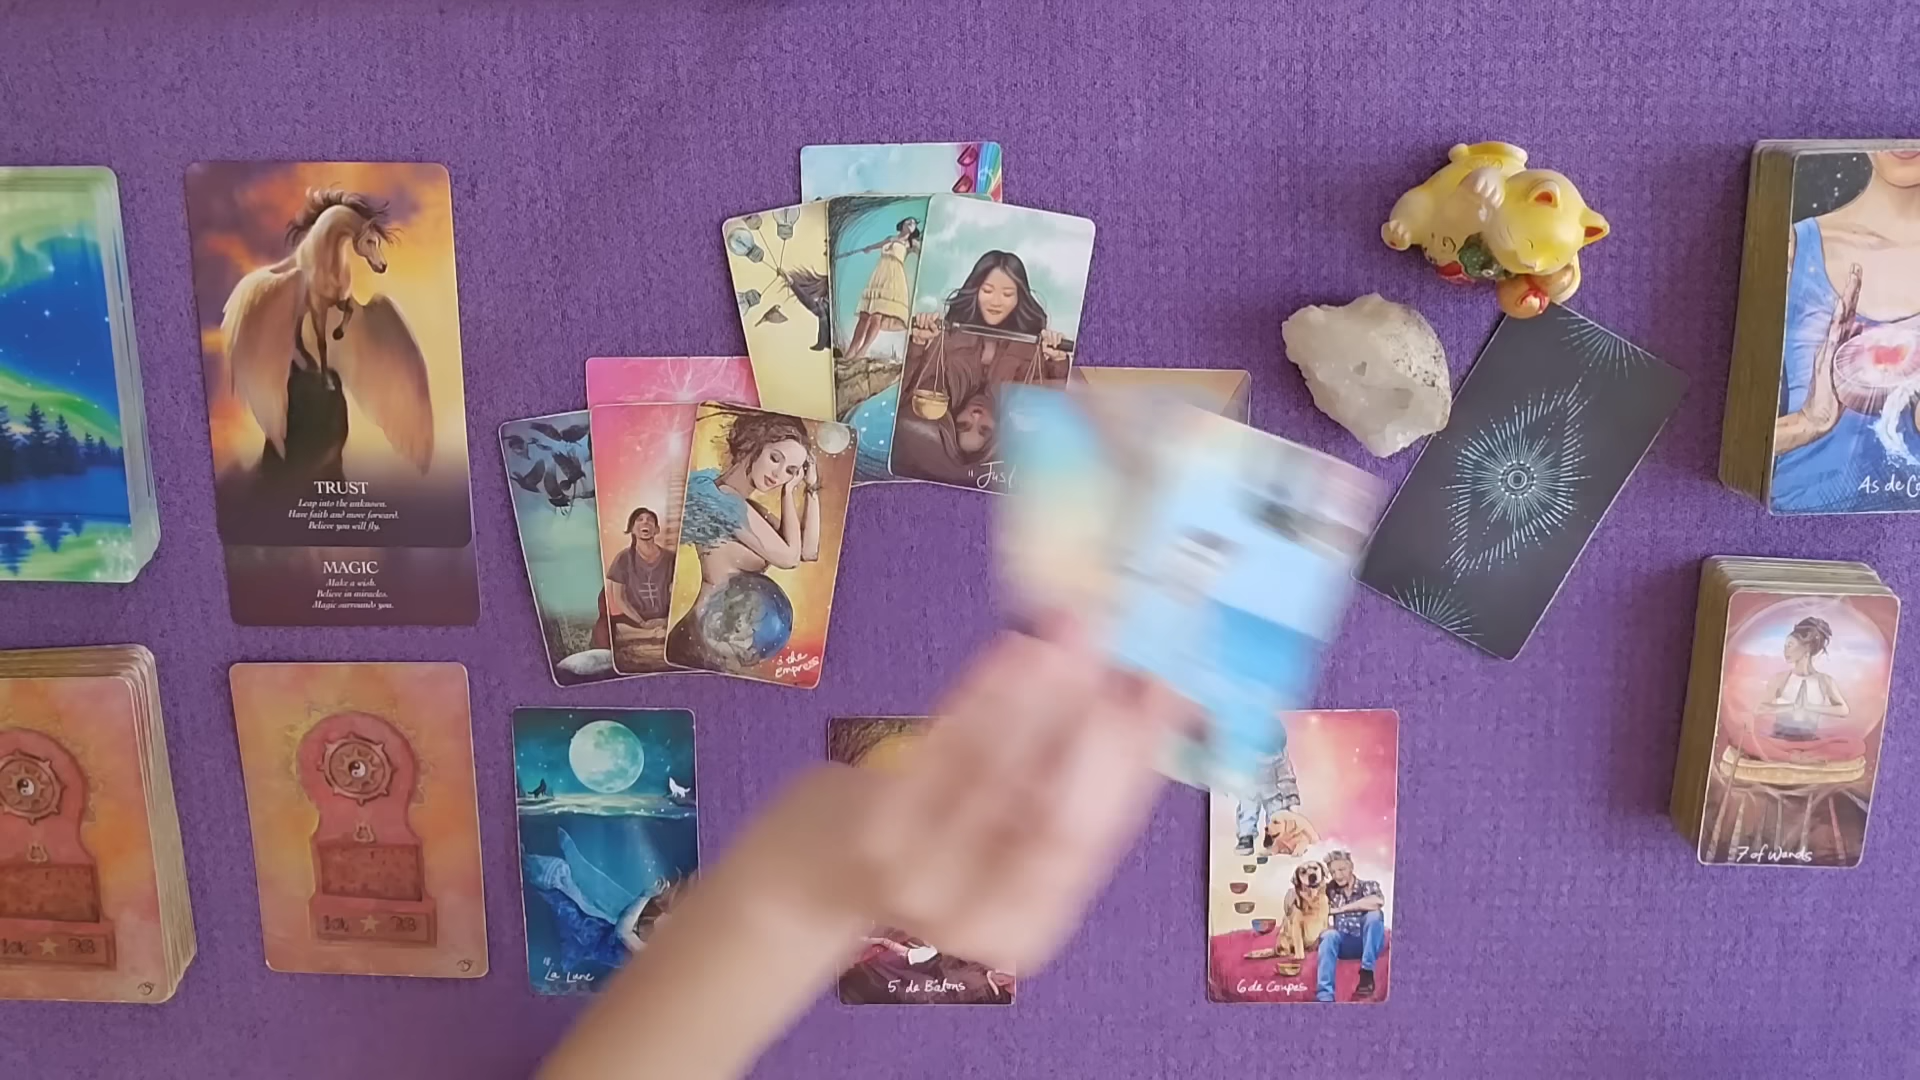 TRUST
Leap into the unknown.
Have faith and move forward.
Believe you will fly.
MAGIC
Make a wish.
Believe in miracles.
Magic surrounds you.
3 the
Empress
18
La Lune
5 de Bâtons
6 de Coupes
As de
7 of Wands